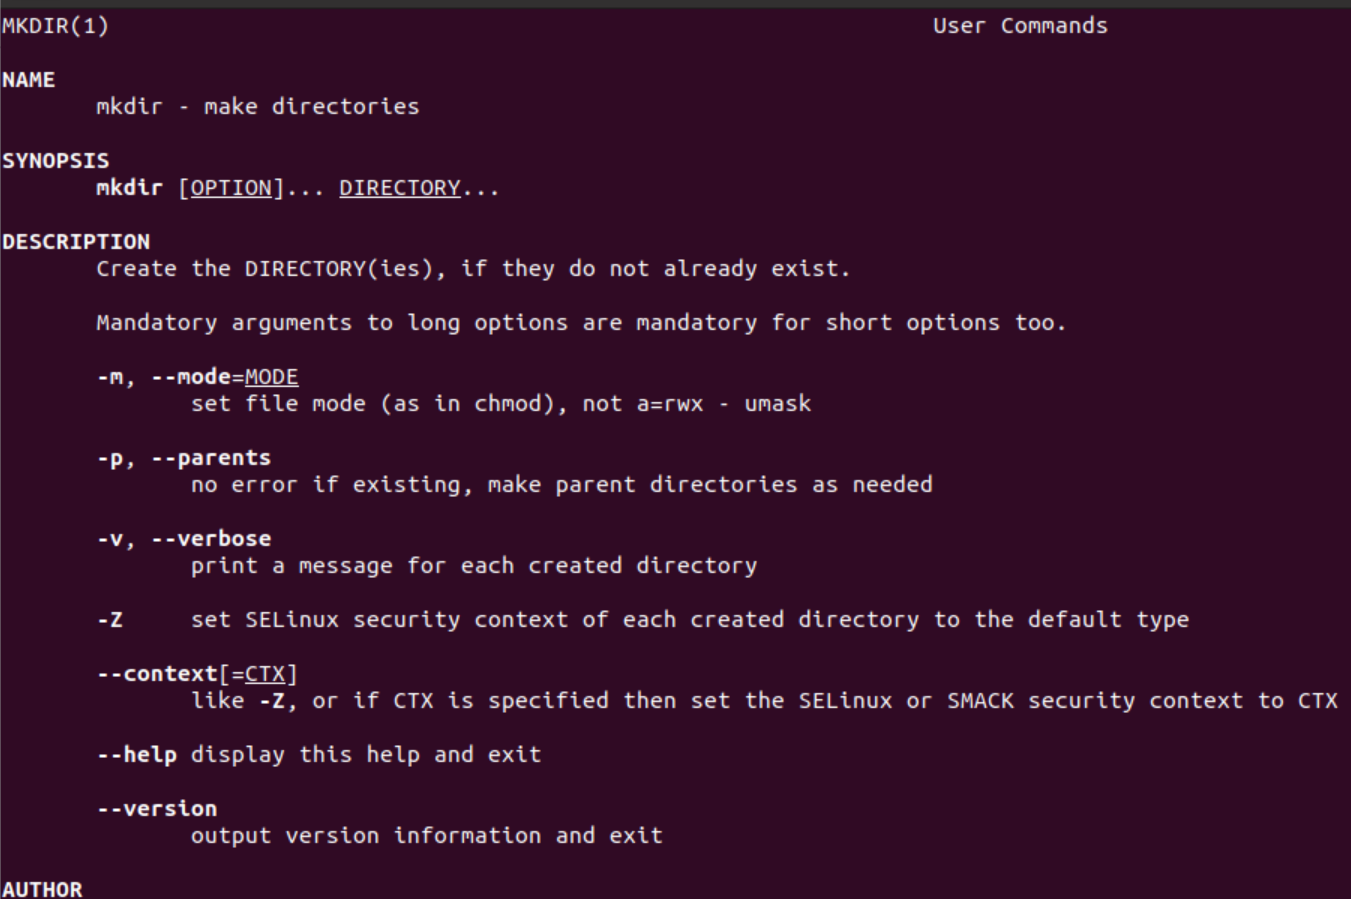 MKDIR(1) User Commands
NAME
mkdir - make directories
SYNOPSIS
mkdir [OPTION]... DIRECTORY...
DESCRIPTION
Create the DIRECTORY(ies), if they do not already exist.
Mandatory arguments to long options are mandatory for short options too.
-m, --mode=MODE
set file mode (as in chmod), not a=rwx - umask
-p, --parents
no error if existing, make parent directories as needed
-v, --verbose
print a message for each created directory
-Z set SELinux security context of each created directory to the default type
--context[=CTX]
like -Z, or if CTX is specified then set the SELinux or SMACK security context to CTX
--help display this help and exit
--version
output version information and exit
AUTHOR